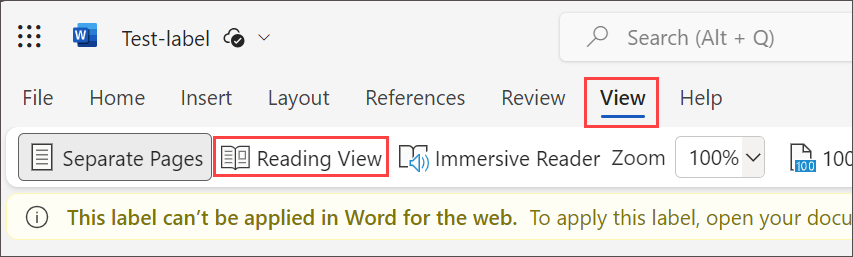 Test-label
Search (Alt + Q)
File Home Insert Layout References Review View Help
Separate Pages Reading View Immersive Reader Zoom 100% 100
This label can't be applied in Word for the web. To apply this label, open your